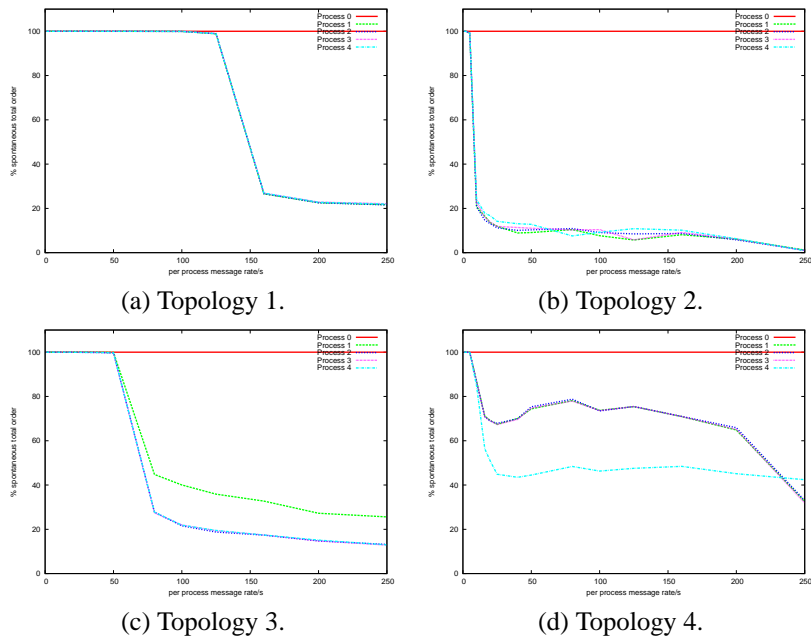 Process 0
Process 1
Process 2
Process 3
Process 4
% spontaneous total order
120
100
80
60
40
20
0
0 50 100 150 200 250
per process message rate/s
(a) Topology 1.
Process 0
Process 1
Process 2
Process 3
Process 4
% spontaneous total order
120
100
80
60
40
20
0
0 50 100 150 200 250
per process message rate/s
(b) Topology 2.
Process 0
Process 1
Process 2
Process 3
Process 4
% spontaneous total order
100
80
60
40
20
0
0 50 100 150 200 250
per process message rate/s
(c) Topology 3.
Process 0
Process 1
Process 2
Process 3
Process 4
% spontaneous total order
100
80
60
40
20
0
0 50 100 150 200 250
per process message rate/s
(d) Topology 4.